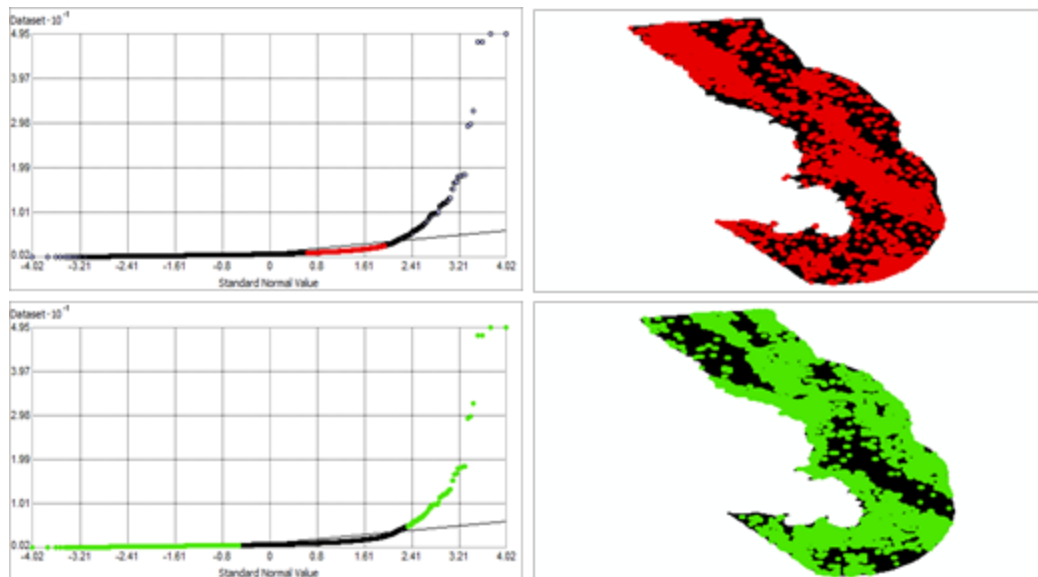 Dataset · 10⁻¹
4.95
3.97
2.98
1.99
1.01
0.02
-4.02 -3.21 -2.41 -1.61 -0.8 0 0.8 1.61 2.41 3.21 4.02
Standard Normal Value
Dataset · 10⁻¹
4.95
3.97
2.98
1.99
1.01
0.02
-4.02 -3.21 -2.41 -1.61 -0.8 0 0.8 1.61 2.41 3.21 4.02
Standard Normal Value